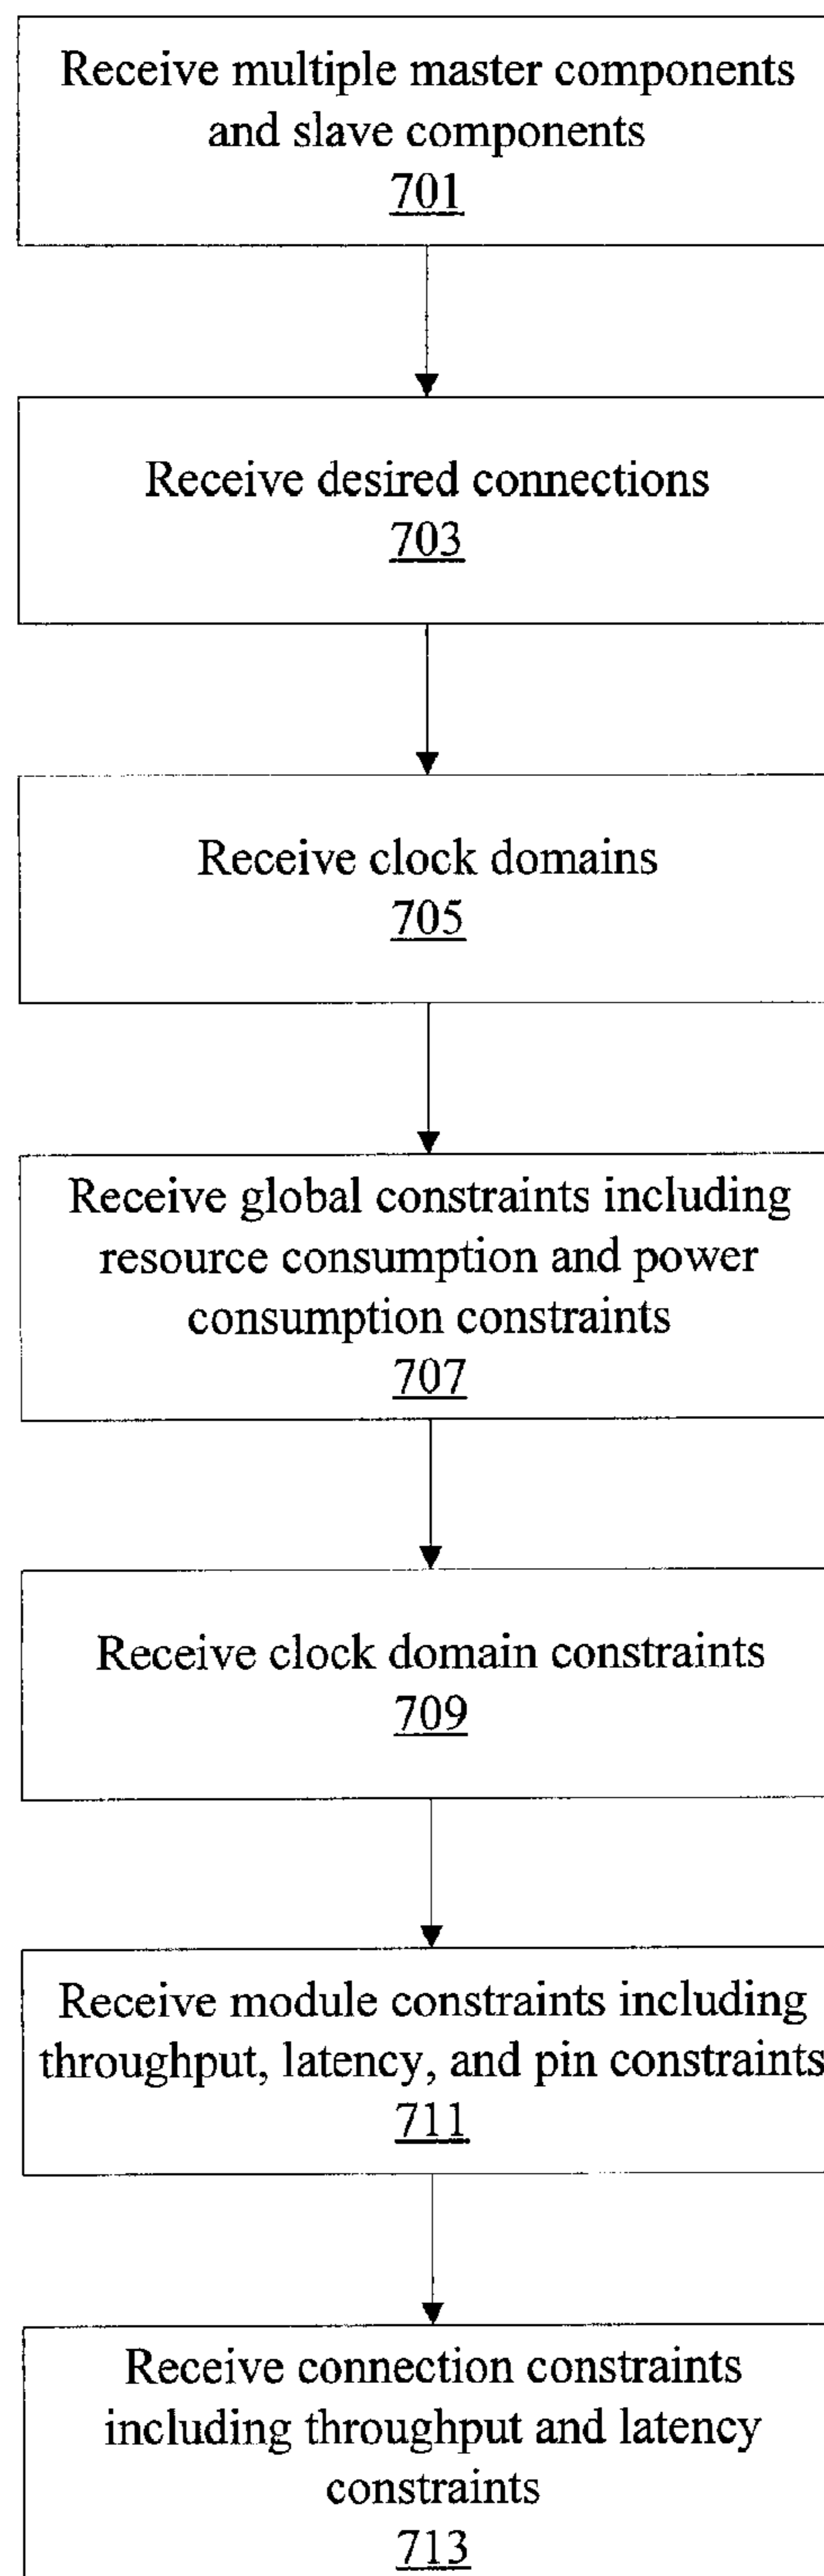 Receive multiple master components
and slave components
701
Receive desired connections
703
Receive clock domains
705
Receive global constraints including
resource consumption and power
consumption constraints
707
Receive clock domain constraints
709
Receive module constraints including
throughput, latency, and pin constraints
711
Receive connection constraints
including throughput and latency
constraints
713